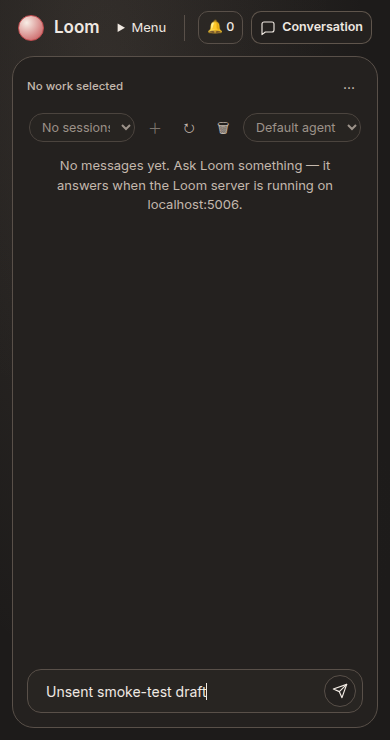 Loom
Menu
0
Conversation
No work selected
...
No sessions
Default agent
No messages yet. Ask Loom something — it
answers when the Loom server is running on
localhost:5006.
Unsent smoke-test draft